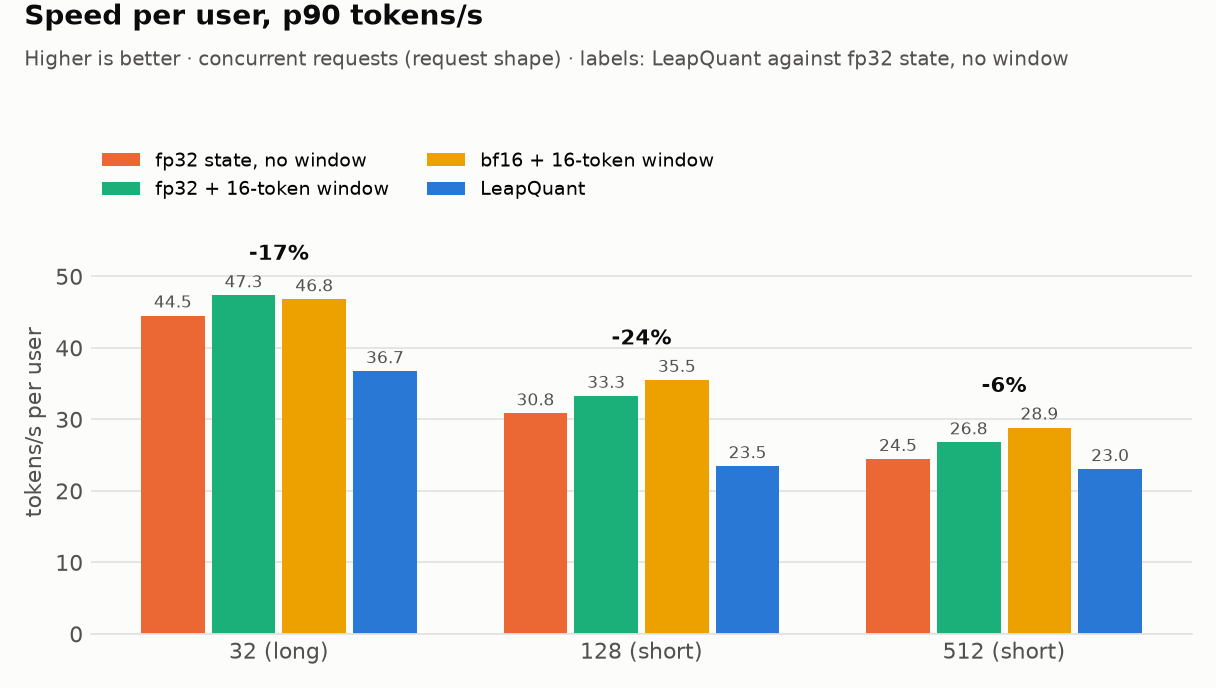 Speed per user, p90 tokens/s
Higher is better · concurrent requests (request shape) · labels: LeapQuant against fp32 state, no window
fp32 state, no window
bf16 + 16-token window
fp32 + 16-token window
LeapQuant
tokens/s per user
50
40
30
20
10
0
-17%
44.5
47.3
46.8
36.7
-24%
30.8
33.3
35.5
23.5
-6%
24.5
26.8
28.9
23.0
32 (long)
128 (short)
512 (short)